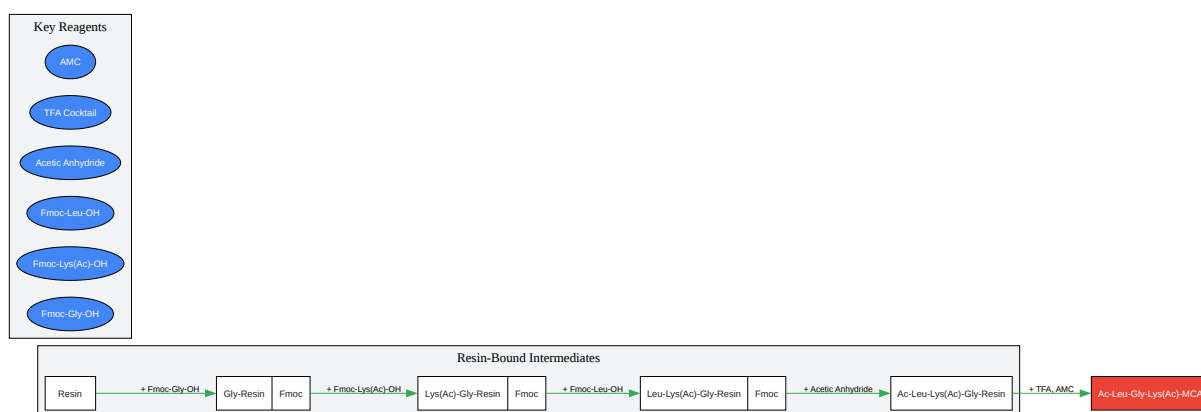 Key Reagents
AMC
TFA Cocktail
Acetic Anhydride
Fmoc-Leu-OH
Fmoc-Lys(Ac)-OH
Fmoc-Gly-OH
Resin-Bound Intermediates
Resin
+ Fmoc-Gly-OH
Gly-Resin
Fmoc
+ Fmoc-Lys(Ac)-OH
Lys(Ac)-Gly-Resin
Fmoc
+ Fmoc-Leu-OH
Leu-Lys(Ac)-Gly-Resin
Fmoc
+ Acetic Anhydride
Ac-Leu-Lys(Ac)-Gly-Resin
+ TFA, AMC
Ac-Leu-Gly-Lys(Ac)-MCA